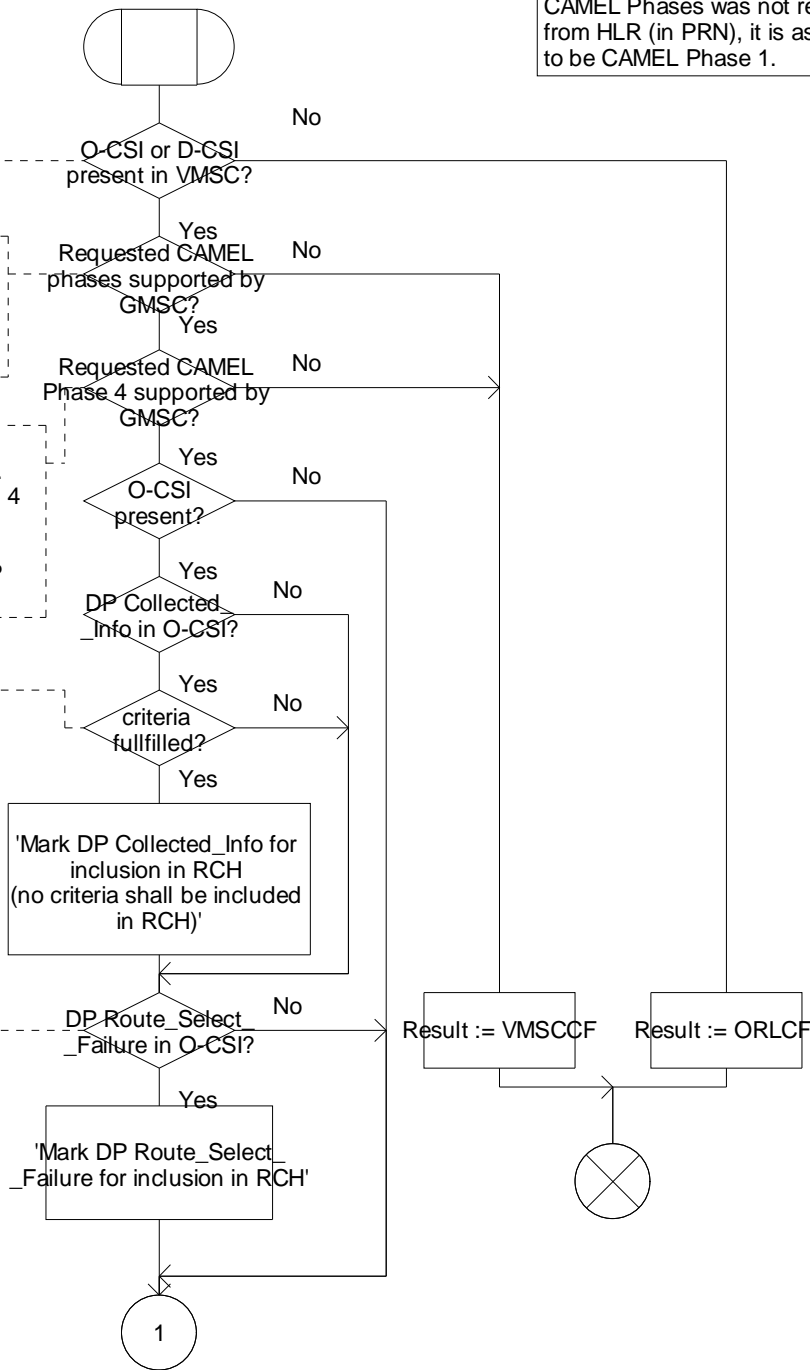 CAMEL Phases was not re
from HLR (in PRN), it is as
to be CAMEL Phase 1.
No
O-CSI or D-CSI
present in VMSC?
Yes
No
Requested CAMEL
phases supported by
GMSC?
Yes
No
Requested CAMEL
Phase 4 supported by
GMSC?
Yes
No
4
O-CSI
present?
Yes
No
DP Collected_
_Info in O-CSI?
Yes
No
criteria
fullfilled?
Yes
'Mark DP Collected_Info for
inclusion in RCH
(no criteria shall be included
in RCH)'
No
DP Route_Select_
_Failure in O-CSI?
Result := VMSCCF
Result := ORLCF
Yes
'Mark DP Route_Select_
_Failure for inclusion in RCH'
1